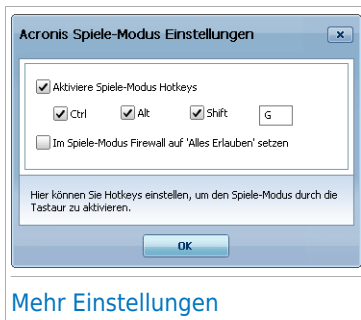 Acronis Spiele-Modus Einstellungen
Aktiviere Spiele-Modus Hotkeys
Ctrl Alt Shift G
Im Spiele-Modus Firewall auf 'Alles Erlauben' setzen
Hier können Sie Hotkeys einstellen, um den Spiele-Modus durch die
Tastaur zu aktivieren.
OK
Mehr Einstellungen